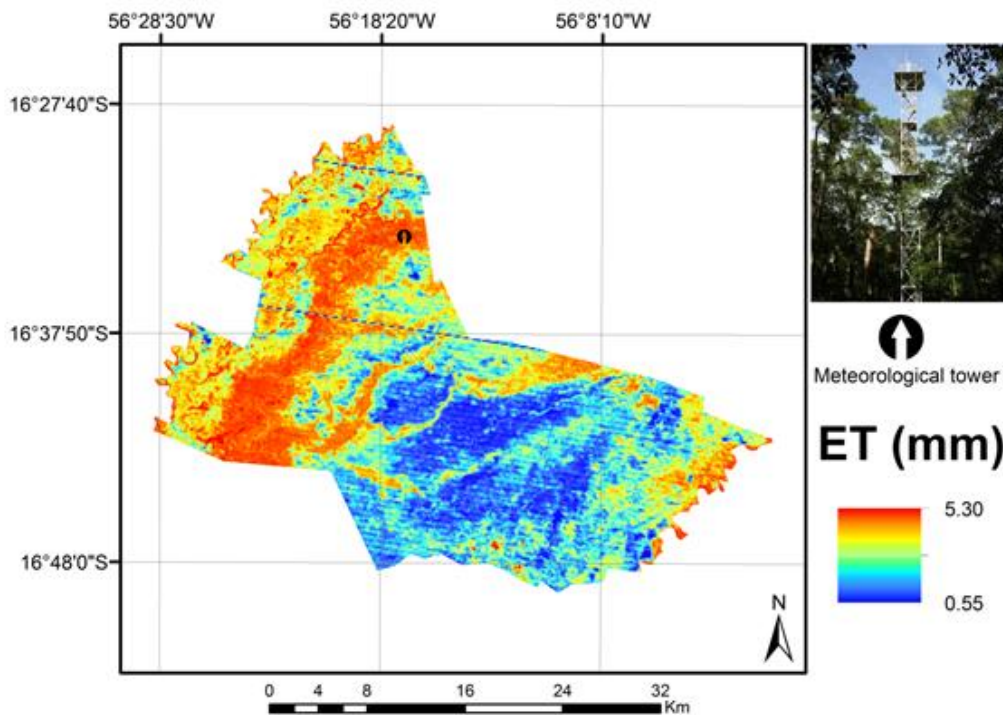 56°28'30"W 56°18'20"W 56°8'10"W
16°27'40"S
16°37'50"S
16°48'0"S
Meteorological tower
ET (mm)
5.30
0.55
N
0 4 8 16 24 32
Km